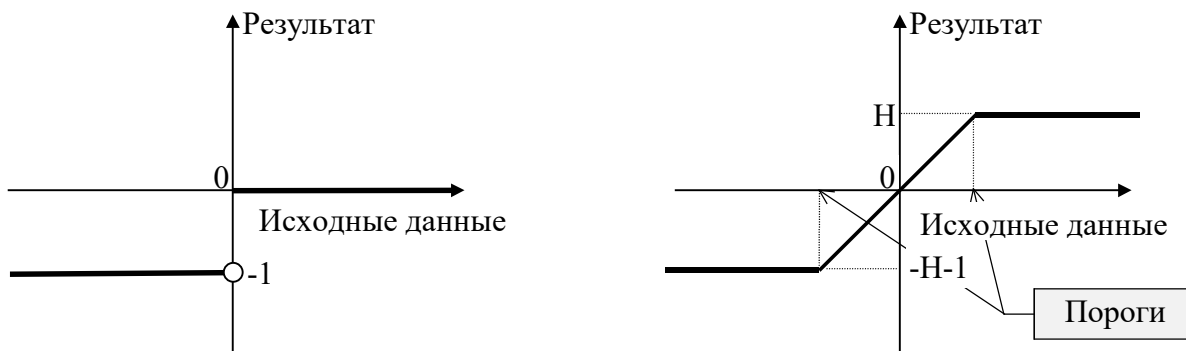 Результат
0
Исходные данные
-1
Результат
Н
0
Исходные данные
-Н-1
Пороги